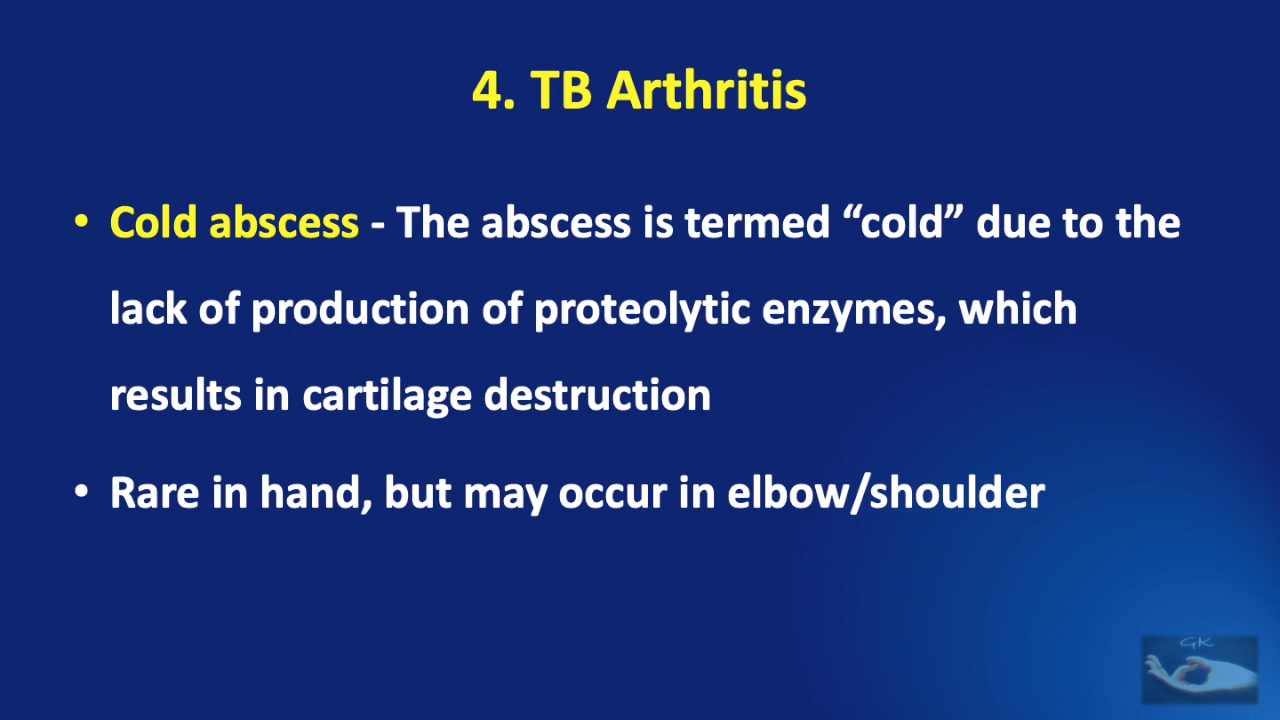 4. TB Arthritis
• Cold abscess - The abscess is termed “cold” due to the
lack of production of proteolytic enzymes, which
results in cartilage destruction
• Rare in hand, but may occur in elbow/shoulder
GK